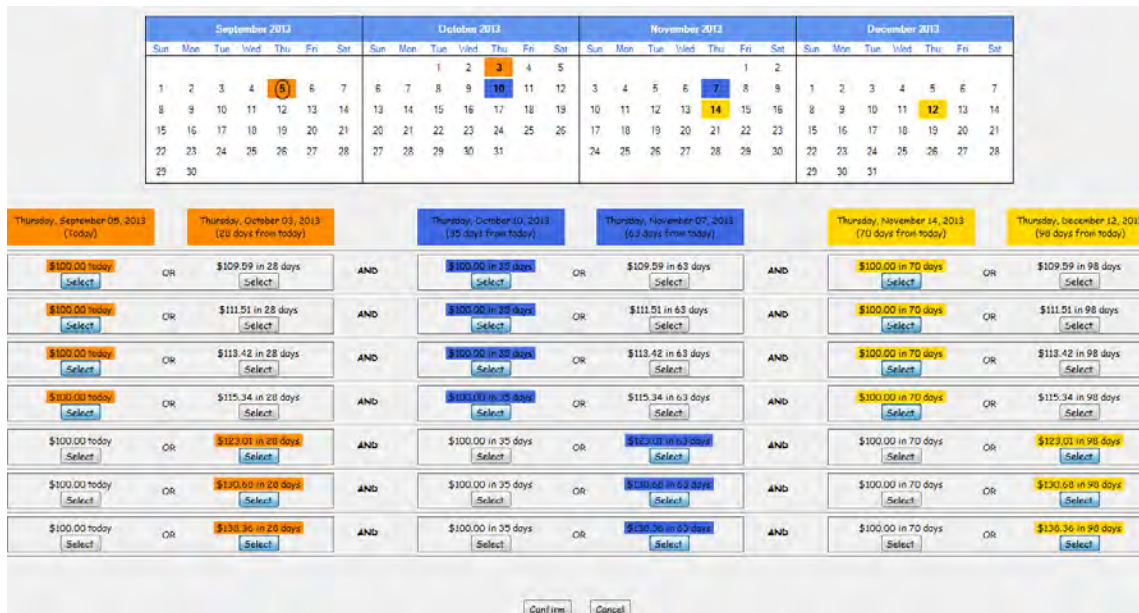 September 2013 October 2013 November 2013 December 2013
Sun Mon Tue Wed Thu Fri Sat Sun Mon Tue Wed Thu Fri Sat Sun Mon Tue Wed Thu Fri Sat Sun Mon Tue Wed Thu Fri Sat
1 2 3 4 5 1 2
1 2 3 4 5 6 7 6 7 8 9 10 11 12 3 4 5 6 7 8 9 1 2 3 4 5 6 7
8 9 10 11 12 13 14 13 14 15 16 17 18 19 10 11 12 13 14 15 16 8 9 10 11 12 13 14
15 16 17 18 19 20 21 20 21 22 23 24 25 26 17 18 19 20 21 22 23 15 16 17 18 19 20 21
22 23 24 25 26 27 28 27 28 29 30 31 24 25 26 27 28 29 30 22 23 24 25 26 27 28
29 30 29 30 31
Thursday, September 05, 2013 Thursday, October 03, 2013 Thursday, October 10, 2013 Thursday, November 07, 2013 Thursday, November 14, 2013 Thursday, December 12, 201
(Today) (28 days from today) (35 days from today) (63 days from today) (70 days from today) (98 days from today)
$100.00 today OR $109.59 in 28 days AND $100.00 in 35 days OR $109.59 in 63 days AND $100.00 in 70 days OR $109.59 in 98 days
Select Select Select Select Select Select
$100.00 today OR $111.51 in 28 days AND $100.00 in 35 days OR $111.51 in 63 days AND $100.00 in 70 days OR $111.51 in 98 days
Select Select Select Select Select Select
$100.00 today OR $113.42 in 28 days AND $100.00 in 35 days OR $113.42 in 63 days AND $100.00 in 70 days OR $113.42 in 98 days
Select Select Select Select Select Select
$100.00 today OR $115.34 in 28 days AND $100.00 in 35 days OR $115.34 in 63 days AND $100.00 in 70 days OR $115.34 in 98 days
Select Select Select Select Select Select
$100.00 today OR $123.01 in 28 days AND $100.00 in 35 days OR $123.01 in 63 days AND $100.00 in 70 days OR $123.01 in 98 days
Select Select Select Select Select Select
$100.00 today OR $130.68 in 28 days AND $100.00 in 35 days OR $130.68 in 63 days AND $100.00 in 70 days OR $130.68 in 98 days
Select Select Select Select Select Select
$100.00 today OR $138.36 in 28 days AND $100.00 in 35 days OR $138.36 in 63 days AND $100.00 in 70 days OR $138.36 in 98 days
Select Select Select Select Select Select
Confirm Cancel